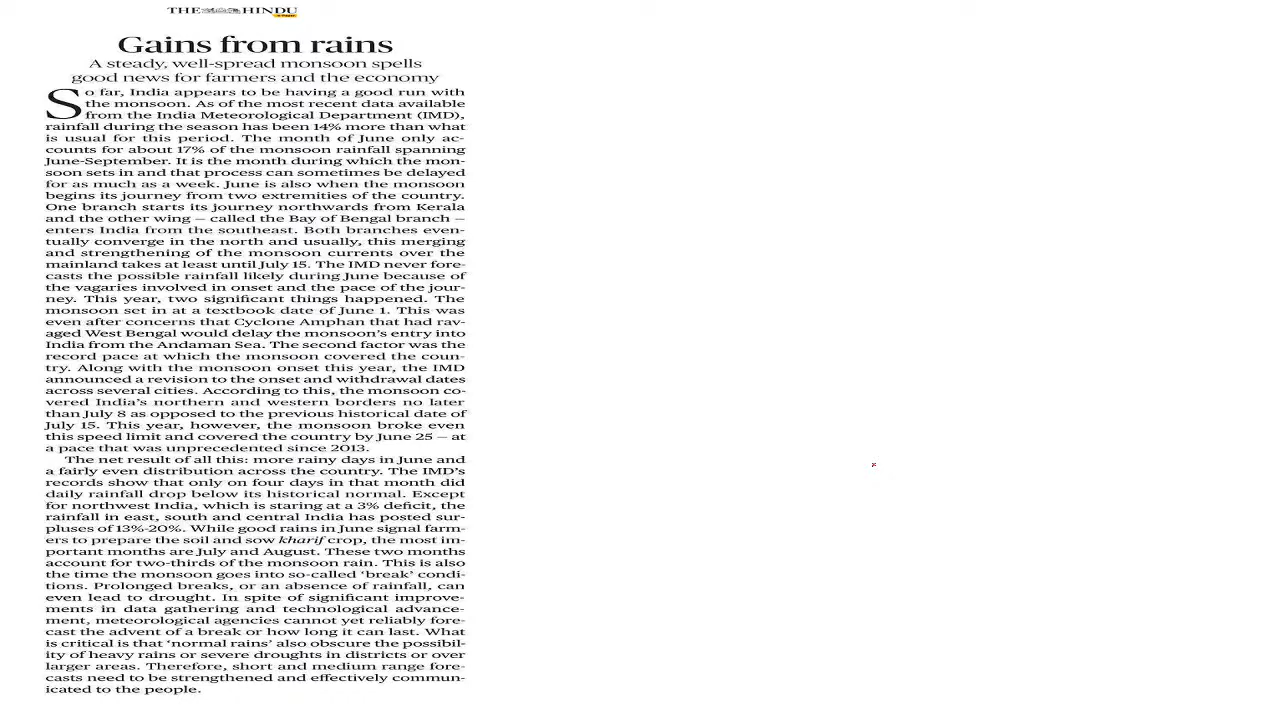 THE HINDU
Gains from rains
A steady, well-spread monsoon spells
good news for farmers and the economy
So far, India appears to be having a good run with
the monsoon. As of the most recent data available
from the India Meteorological Department (IMD),
rainfall during the season has been 14% more than what
is usual for this period. The month of June only ac-
counts for about 17% of the monsoon rainfall spanning
June-September. It is the month during which the mon-
soon sets in and that process can sometimes be delayed
for as much as a week. June is also when the monsoon
begins its journey from two extremities of the country.
One branch starts its journey northwards from Kerala
and the other wing – called the Bay of Bengal branch –
enters India from the southeast. Both branches even-
tually converge in the north and usually, this merging
and strengthening of the monsoon currents over the
mainland takes at least until July 15. The IMD never fore-
casts the possible rainfall likely during June because of
the vagaries involved in onset and the pace of the jour-
ney. This year, two significant things happened. The
monsoon set in at a textbook date of June 1. This was
even after concerns that Cyclone Amphan that had rav-
aged West Bengal would delay the monsoon's entry into
India from the Andaman Sea. The second factor was the
record pace at which the monsoon covered the coun-
try. Along with the monsoon onset this year, the IMD
announced a revision to the onset and withdrawal dates
across several cities. According to this, the monsoon co-
vered India's northern and western borders no later
than July 8 as opposed to the previous historical date of
July 15. This year, however, the monsoon broke even
this speed limit and covered the country by June 25 – at
a pace that was unprecedented since 2013.
The net result of all this: more rainy days in June and
a fairly even distribution across the country. The IMD's
records show that only on four days in that month did
daily rainfall drop below its historical normal. Except
for northwest India, which is staring at a 3% deficit, the
rainfall in east, south and central India has posted sur-
pluses of 13%-20%. While good rains in June signal farm-
ers to prepare the soil and sow kharif crop, the most im-
portant months are July and August. These two months
account for two-thirds of the monsoon rain. This is also
the time the monsoon goes into so-called 'break' condi-
tions. Prolonged breaks, or an absence of rainfall, can
even lead to drought. In spite of significant improve-
ments in data gathering and technological advance-
ment, meteorological agencies cannot yet reliably fore-
cast the advent of a break or how long it can last. What
is critical is that 'normal rains' also obscure the possibil-
ity of heavy rains or severe droughts in districts or over
larger areas. Therefore, short and medium range fore-
casts need to be strengthened and effectively commun-
icated to the people.